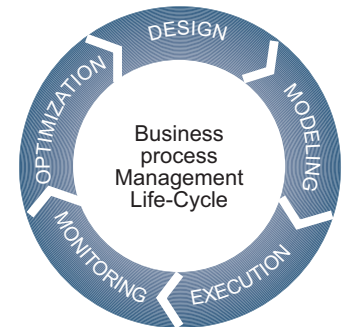 DESIGN
MODELING
EXECUTION
MONITORING
OPTIMIZATION
Business
process
Management
Life-Cycle